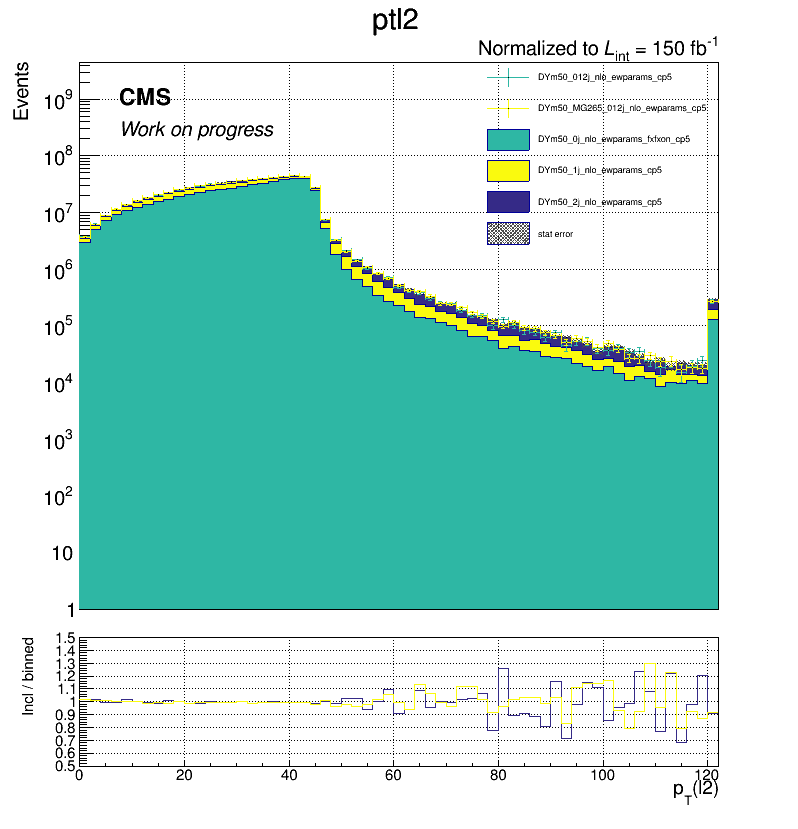 ptl2
Normalized to L_int = 150 fb^-1
Events
CMS
Work on progress
DYm50_012j_nlo_ewparams_cp5
DYm50_MG265_012j_nlo_ewparams_cp5
DYm50_0j_nlo_ewparams_fxfxon_cp5
DYm50_1j_nlo_ewparams_cp5
DYm50_2j_nlo_ewparams_cp5
stat error
10^9
10^8
10^7
10^6
10^5
10^4
10^3
10^2
10
1
Incl / binned
1.5
1.4
1.3
1.2
1.1
1
0.9
0.8
0.7
0.6
0.5
0 20 40 60 80 100 120
p_T(l2)